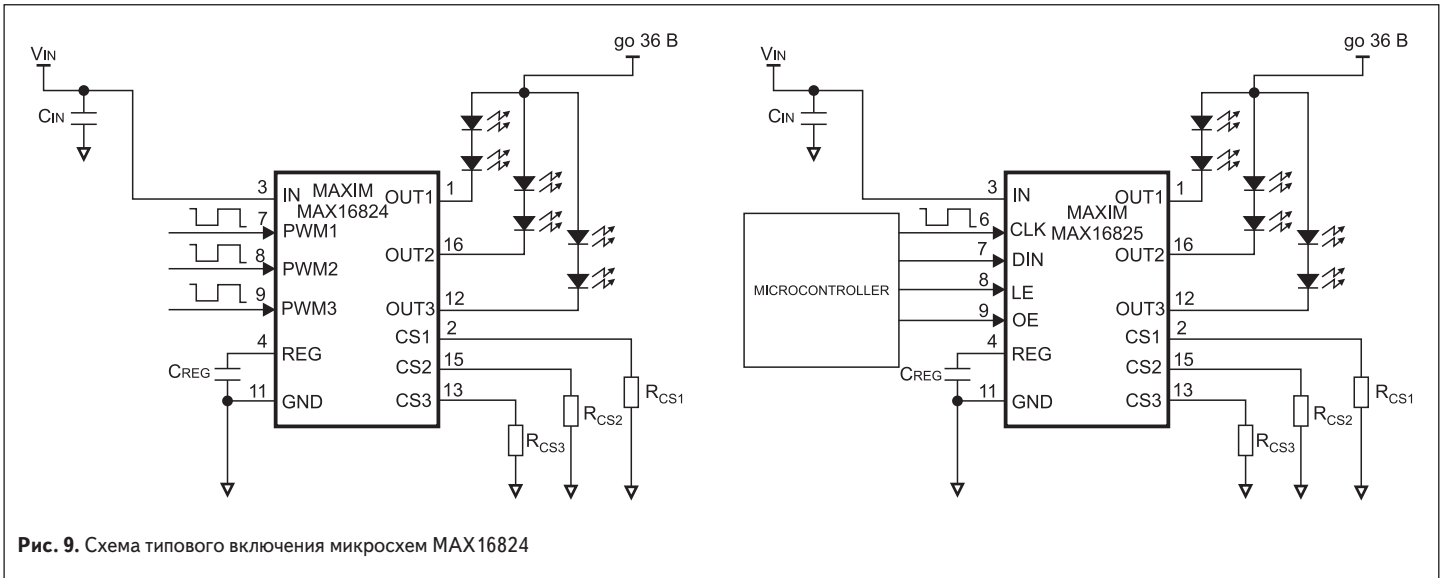 VIN
CIN
go 36 В
3
IN
MAXIM
MAX16824
OUT1
1
7
PWM1
8
PWM2
9
PWM3
OUT2
16
OUT3
12
CS1
2
4
REG
CS2
15
CREG
11
GND
CS3
13
RCS1
RCS2
RCS3
VIN
CIN
go 36 В
3
IN
MAXIM
MAX16825
OUT1
1
6
CLK
7
DIN
MICROCONTROLLER
8
LE
9
OE
OUT2
16
OUT3
12
CS1
2
4
REG
CS2
15
CREG
11
GND
CS3
13
RCS1
RCS2
RCS3
Рис. 9. Схема типового включения микросхем MAX16824